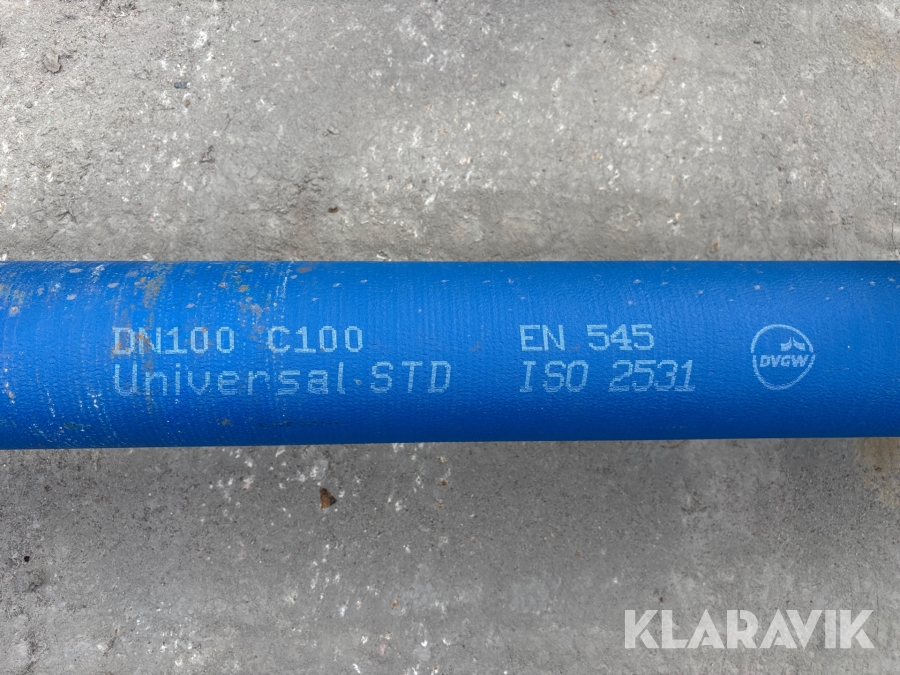 DN100 C100
Universal·STD
EN 545
ISO 2531
DVGW
KLARAVIK